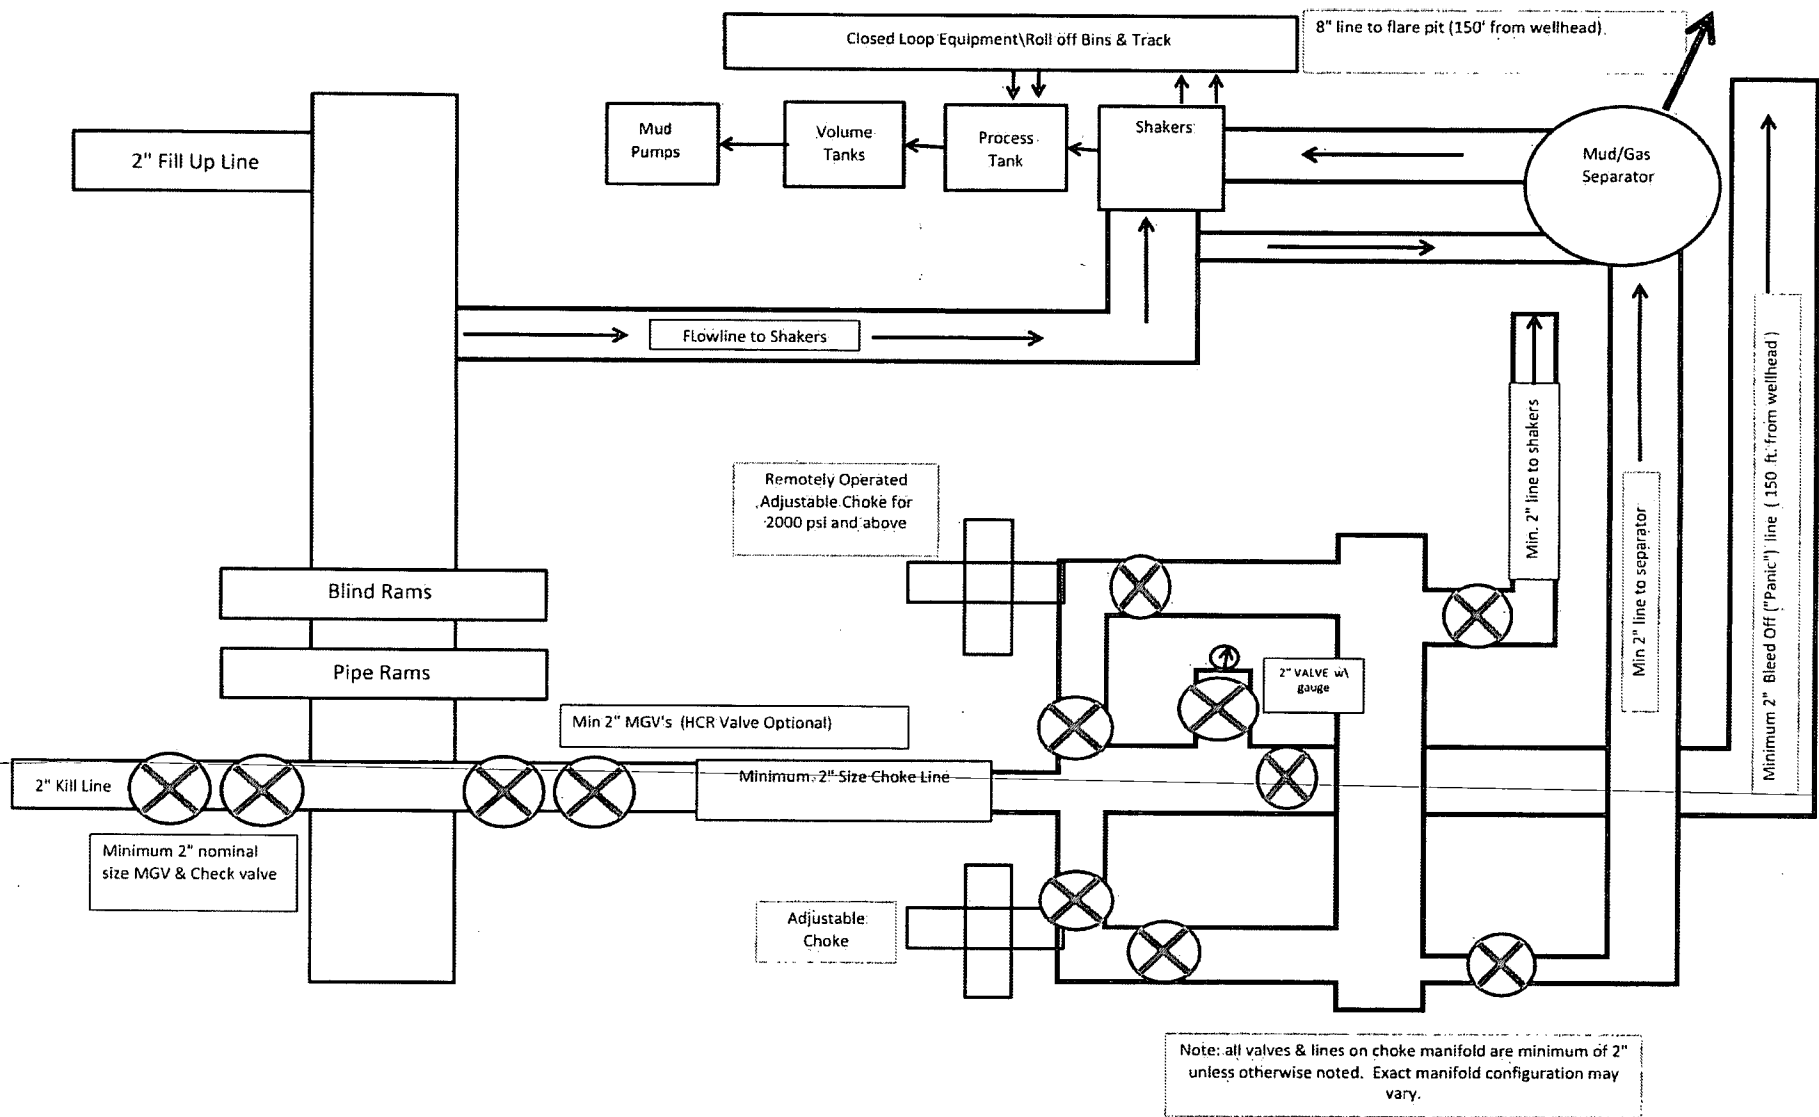 Closed Loop Equipment\Roll off Bins & Track
8" line to flare pit (150' from wellhead)
2" Fill Up Line
Mud
Pumps
Volume
Tanks
Process
Tank
Shakers
Mud/Gas
Separator
Flowline to Shakers
Min. 2" line to shakers
Min 2" line to separator
Minimum 2" Bleed Off ("Panic") line ( 150 ft. from wellhead )
Remotely Operated
Adjustable Choke for
2000 psi and above
Blind Rams
Pipe Rams
2" VALVE w\
gauge
Min 2" MGV's (HCR Valve Optional)
2" Kill Line
Minimum. 2" Size Choke Line
Minimum 2" nominal
size MGV & Check valve
Adjustable
Choke
Note: all valves & lines on choke manifold are minimum of 2"
unless otherwise noted. Exact manifold configuration may
vary.